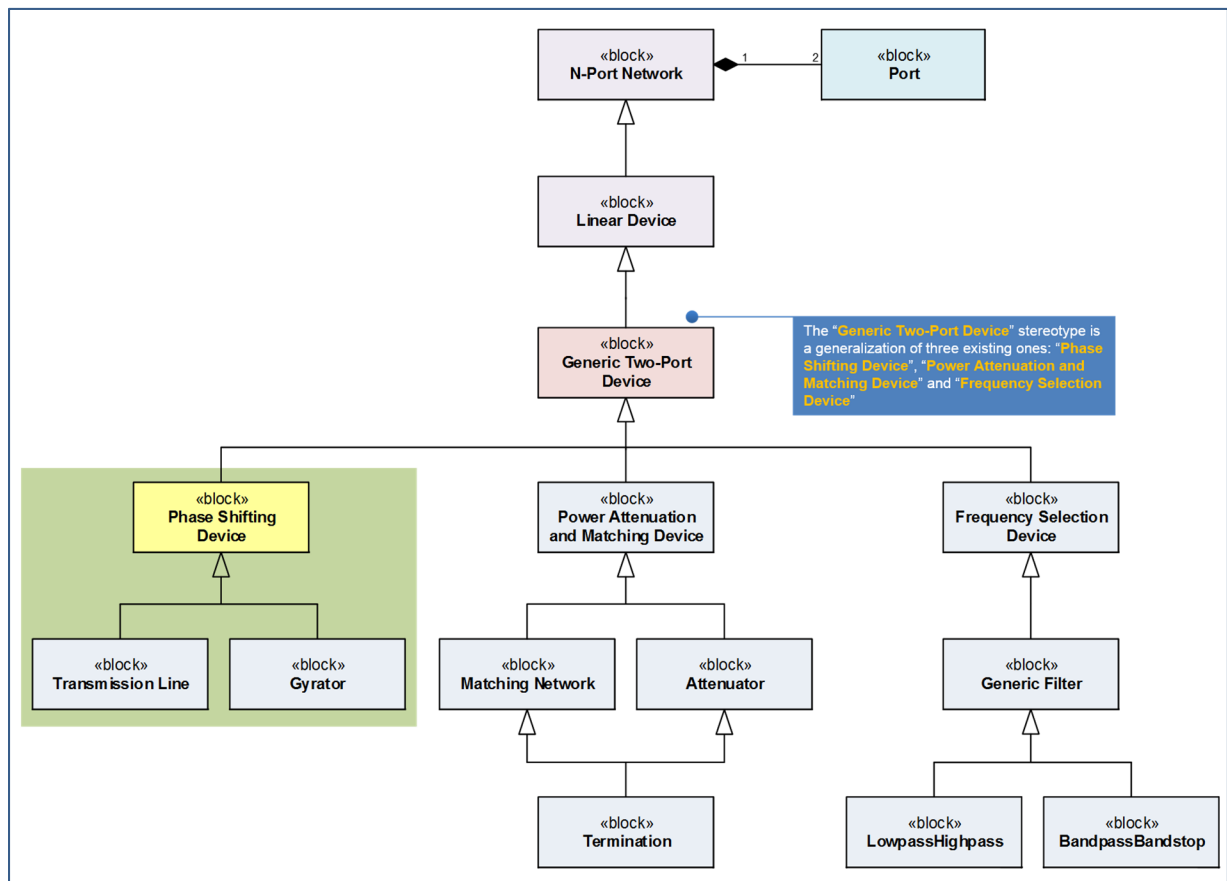 «block»
N-Port Network
1
2
«block»
Port
«block»
Linear Device
«block»
Generic Two-Port
Device
The “Generic Two-Port Device” stereotype is
a generalization of three existing ones: “Phase
Shifting Device”, “Power Attenuation and
Matching Device” and “Frequency Selection
Device”
«block»
Phase Shifting
Device
«block»
Power Attenuation
and Matching Device
«block»
Frequency Selection
Device
«block»
Transmission Line
«block»
Gyrator
«block»
Matching Network
«block»
Attenuator
«block»
Generic Filter
«block»
Termination
«block»
LowpassHighpass
«block»
BandpassBandstop